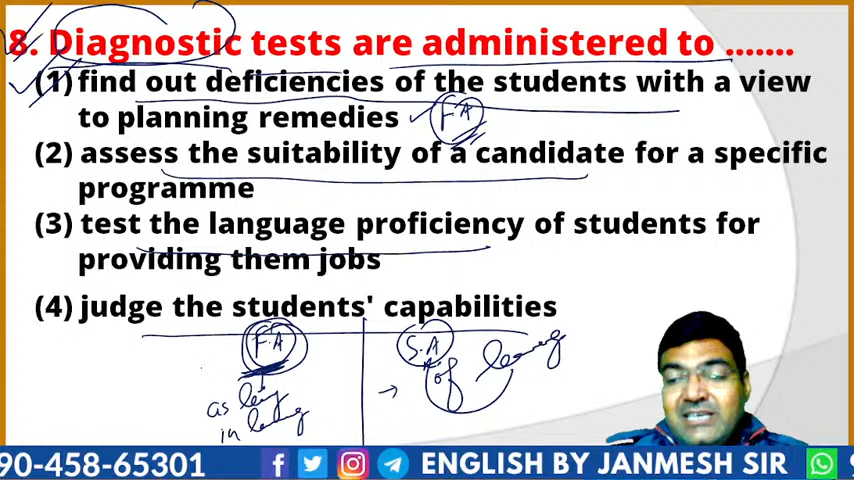 8. Diagnostic tests are administered to .......
(1) find out deficiencies of the students with a view
to planning remedies
FA
(2) assess the suitability of a candidate for a specific
programme
(3) test the language proficiency of students for
providing them jobs
(4) judge the students' capabilities
F.A
S.A
of learning
as
in
90-458-65301 ENGLISH BY JANMESH SIR